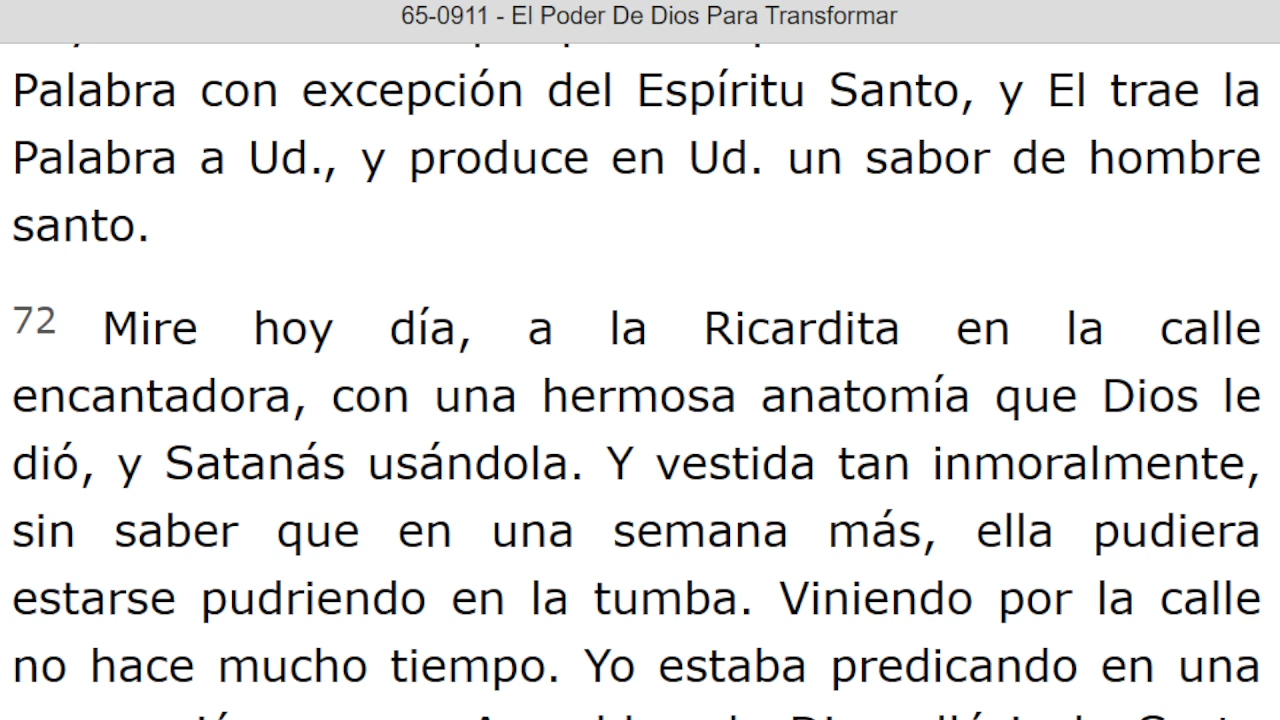 65-0911 - El Poder De Dios Para Transformar
Palabra con excepción del Espíritu Santo, y El trae la
Palabra a Ud., y produce en Ud. un sabor de hombre
santo.
72 Mire hoy día, a la Ricardita en la calle
encantadora, con una hermosa anatomía que Dios le
dió, y Satanás usándola. Y vestida tan inmoralmente,
sin saber que en una semana más, ella pudiera
estarse pudriendo en la tumba. Viniendo por la calle
no hace mucho tiempo. Yo estaba predicando en una